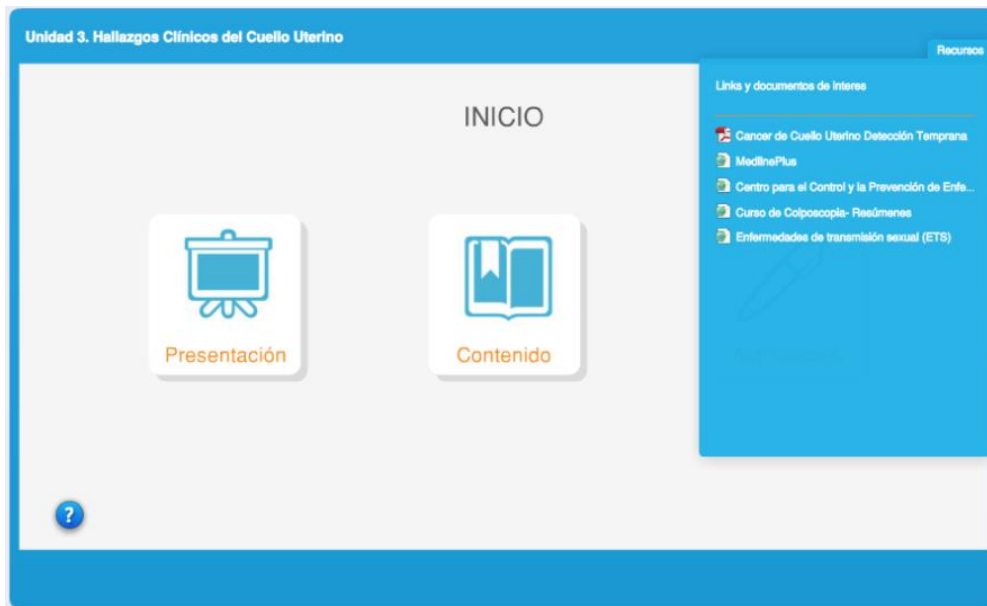 Unidad 3. Hallazgos Clínicos del Cuello Uterino
Recursos
INICIO
Links y documentos de interes
Cancer de Cuello Uterino Detección Temprana
MedlinePlus
Centro para el Control y la Prevención de Enfe...
Curso de Colposcopia- Resúmenes
Enfermedades de transmisión sexual (ETS)
Presentación
Contenido
?